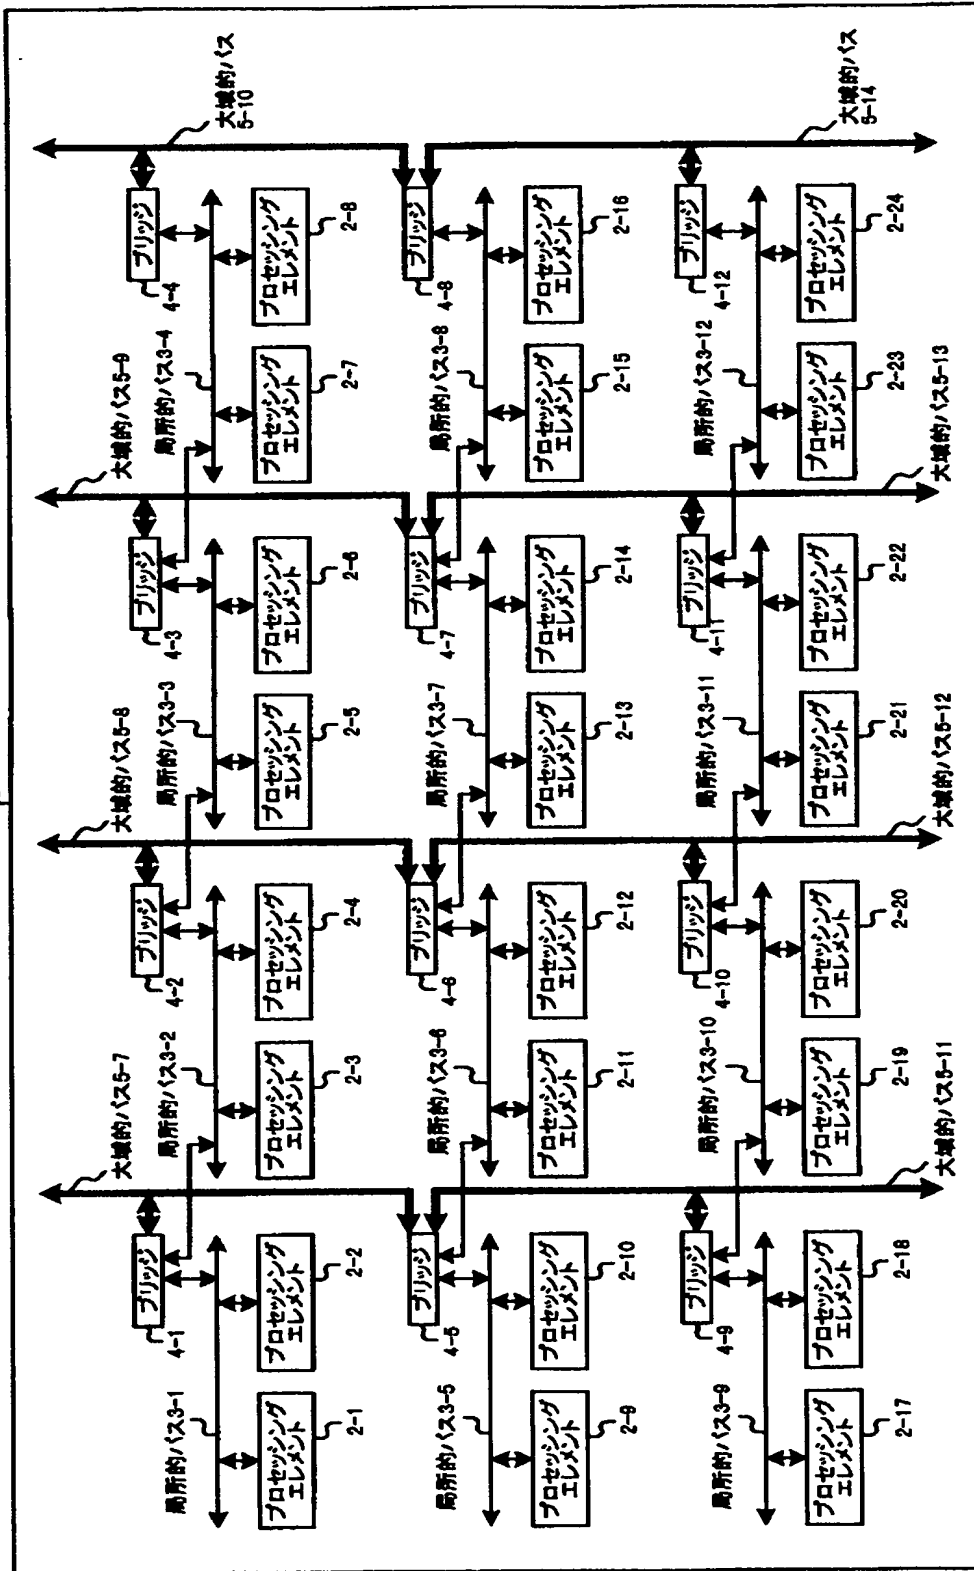 大域的バス5-7
大域的バス5-8
大域的バス5-9
大域的バス
5-10
局所的バス3-1
4-1
ブリッジ
局所的バス3-2
4-2
ブリッジ
局所的バス3-3
4-3
ブリッジ
局所的バス3-4
4-4
ブリッジ
プロセッシング
エレメント
2-1
プロセッシング
エレメント
2-2
プロセッシング
エレメント
2-3
プロセッシング
エレメント
2-4
プロセッシング
エレメント
2-5
プロセッシング
エレメント
2-6
プロセッシング
エレメント
2-7
プロセッシング
エレメント
2-8
局所的バス3-5
4-5
ブリッジ
局所的バス3-6
4-6
ブリッジ
局所的バス3-7
4-7
ブリッジ
局所的バス3-8
4-8
ブリッジ
プロセッシング
エレメント
2-9
プロセッシング
エレメント
2-10
プロセッシング
エレメント
2-11
プロセッシング
エレメント
2-12
プロセッシング
エレメント
2-13
プロセッシング
エレメント
2-14
プロセッシング
エレメント
2-15
プロセッシング
エレメント
2-16
局所的バス3-9
4-9
ブリッジ
局所的バス3-10
4-10
ブリッジ
局所的バス3-11
4-11
ブリッジ
局所的バス3-12
4-12
ブリッジ
大域的バス
5-14
プロセッシング
エレメント
2-17
プロセッシング
エレメント
2-18
プロセッシング
エレメント
2-19
プロセッシング
エレメント
2-20
プロセッシング
エレメント
2-21
プロセッシング
エレメント
2-22
プロセッシング
エレメント
2-23
プロセッシング
エレメント
2-24
大域的バス5-11
大域的バス5-12
大域的バス5-13